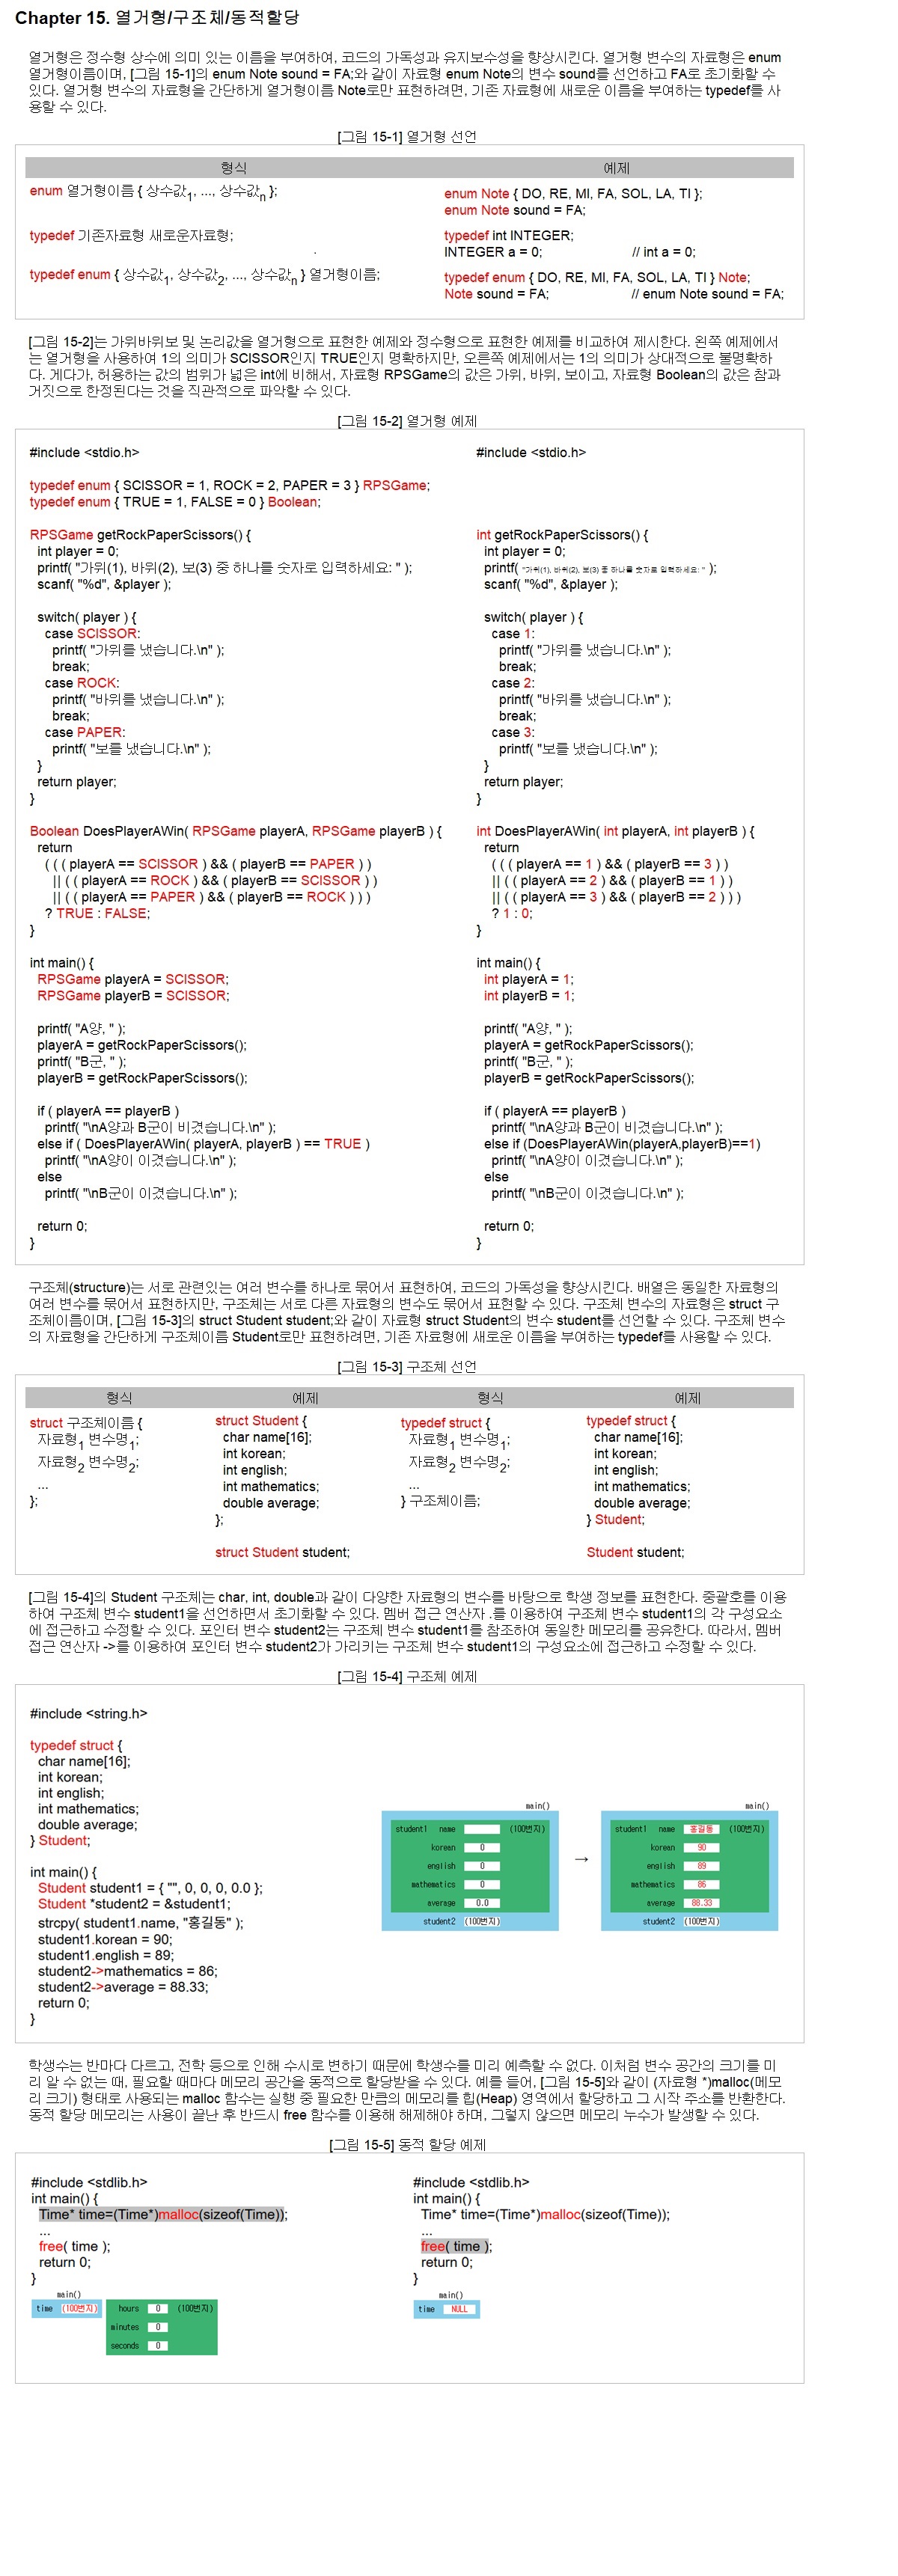 Chapter 15. 열거형/구조체/동적할당
열거형은 정수형 상수에 의미 있는 이름을 부여하여, 코드의 가독성과 유지보수성을 향상시킨다. 열거형 변수의 자료형은 enum
열거형이름이며, [그림 15-1]의 enum Note sound = FA;와 같이 자료형 enum Note의 변수 sound를 선언하고 FA로 초기화할 수
있다. 열거형 변수의 자료형을 간단하게 열거형이름 Note로만 표현하려면, 기존 자료형에 새로운 이름을 부여하는 typedef를 사
용할 수 있다.
[그림 15-1] 열거형 선언
형식 예제
enum 열거형이름 { 상수값1, ..., 상수값n };
enum Note { DO, RE, MI, FA, SOL, LA, TI };
enum Note sound = FA;
typedef 기존자료형 새로운자료형;
typedef int INTEGER;
INTEGER a = 0; // int a = 0;
typedef enum { 상수값1, 상수값2, ..., 상수값n } 열거형이름;
typedef enum { DO, RE, MI, FA, SOL, LA, TI } Note;
Note sound = FA; // enum Note sound = FA;
[그림 15-2]는 가위바위보 및 논리값을 열거형으로 표현한 예제와 정수형으로 표현한 예제를 비교하여 제시한다. 왼쪽 예제에서
는 열거형을 사용하여 1의 의미가 SCISSOR인지 TRUE인지 명확하지만, 오른쪽 예제에서는 1의 의미가 상대적으로 불명확하
다. 게다가, 허용하는 값의 범위가 넓은 int에 비해서, 자료형 RPSGame의 값은 가위, 바위, 보이고, 자료형 Boolean의 값은 참과
거짓으로 한정된다는 것을 직관적으로 파악할 수 있다.
[그림 15-2] 열거형 예제
#include <stdio.h>
typedef enum { SCISSOR = 1, ROCK = 2, PAPER = 3 } RPSGame;
typedef enum { TRUE = 1, FALSE = 0 } Boolean;
RPSGame getRockPaperScissors() {
int player = 0;
printf( "가위(1), 바위(2), 보(3) 중 하나를 숫자로 입력하세요: " );
scanf( "%d", &player );
switch( player ) {
case SCISSOR:
printf( "가위를 냈습니다.\n" );
break;
case ROCK:
printf( "바위를 냈습니다.\n" );
break;
case PAPER:
printf( "보를 냈습니다.\n" );
}
return player;
}
Boolean DoesPlayerAWin( RPSGame playerA, RPSGame playerB ) {
return
( ( ( playerA == SCISSOR ) && ( playerB == PAPER ) )
|| ( ( playerA == ROCK ) && ( playerB == SCISSOR ) )
|| ( ( playerA == PAPER ) && ( playerB == ROCK ) ) )
? TRUE : FALSE;
}
int main() {
RPSGame playerA = SCISSOR;
RPSGame playerB = SCISSOR;
printf( "A양, " );
playerA = getRockPaperScissors();
printf( "B군, " );
playerB = getRockPaperScissors();
if ( playerA == playerB )
printf( "\nA양과 B군이 비겼습니다.\n" );
else if ( DoesPlayerAWin( playerA, playerB ) == TRUE )
printf( "\nA양이 이겼습니다.\n" );
else
printf( "\nB군이 이겼습니다.\n" );
return 0;
}
#include <stdio.h>
int getRockPaperScissors() {
int player = 0;
printf( "가위(1), 바위(2), 보(3) 중 하나를 숫자로 입력하세요: " );
scanf( "%d", &player );
switch( player ) {
case 1:
printf( "가위를 냈습니다.\n" );
break;
case 2:
printf( "바위를 냈습니다.\n" );
break;
case 3:
printf( "보를 냈습니다.\n" );
}
return player;
}
int DoesPlayerAWin( int playerA, int playerB ) {
return
( ( ( playerA == 1 ) && ( playerB == 3 ) )
|| ( ( playerA == 2 ) && ( playerB == 1 ) )
|| ( ( playerA == 3 ) && ( playerB == 2 ) ) )
? 1 : 0;
}
int main() {
int playerA = 1;
int playerB = 1;
printf( "A양, " );
playerA = getRockPaperScissors();
printf( "B군, " );
playerB = getRockPaperScissors();
if ( playerA == playerB )
printf( "\nA양과 B군이 비겼습니다.\n" );
else if (DoesPlayerAWin(playerA,playerB)==1)
printf( "\nA양이 이겼습니다.\n" );
else
printf( "\nB군이 이겼습니다.\n" );
return 0;
}
구조체(structure)는 서로 관련있는 여러 변수를 하나로 묶어서 표현하여, 코드의 가독성을 향상시킨다. 배열은 동일한 자료형의
여러 변수를 묶어서 표현하지만, 구조체는 서로 다른 자료형의 변수도 묶어서 표현할 수 있다. 구조체 변수의 자료형은 struct 구
조체이름이며, [그림 15-3]의 struct Student student;와 같이 자료형 struct Student의 변수 student를 선언할 수 있다. 구조체 변수
의 자료형을 간단하게 구조체이름 Student로만 표현하려면, 기존 자료형에 새로운 이름을 부여하는 typedef를 사용할 수 있다.
[그림 15-3] 구조체 선언
형식 예제 형식 예제
struct 구조체이름 {
자료형1 변수명1;
자료형2 변수명2;
...
};
struct Student {
char name[16];
int korean;
int english;
int mathematics;
double average;
};
struct Student student;
typedef struct {
자료형1 변수명1;
자료형2 변수명2;
...
} 구조체이름;
typedef struct {
char name[16];
int korean;
int english;
int mathematics;
double average;
} Student;
Student student;
[그림 15-4]의 Student 구조체는 char, int, double과 같이 다양한 자료형의 변수를 바탕으로 학생 정보를 표현한다. 중괄호를 이용
하여 구조체 변수 student1을 선언하면서 초기화할 수 있다. 멤버 접근 연산자 .를 이용하여 구조체 변수 student1의 각 구성요소
에 접근하고 수정할 수 있다. 포인터 변수 student2는 구조체 변수 student1를 참조하여 동일한 메모리를 공유한다. 따라서, 멤버
접근 연산자 ->를 이용하여 포인터 변수 student2가 가리키는 구조체 변수 student1의 구성요소에 접근하고 수정할 수 있다.
[그림 15-4] 구조체 예제
#include <string.h>
typedef struct {
char name[16];
int korean;
int english;
int mathematics;
double average;
} Student;
int main() {
Student student1 = { "", 0, 0, 0, 0.0 };
Student *student2 = &student1;
strcpy( student1.name, "홍길동" );
student1.korean = 90;
student1.english = 89;
student2->mathematics = 86;
student2->average = 88.33;
return 0;
}
main()
student1 name (100번지)
korean 0
english 0
mathematics 0
average 0.0
student2 (100번지)
→
main()
student1 name 홍길동 (100번지)
korean 90
english 89
mathematics 86
average 88.33
student2 (100번지)
학생수는 반마다 다르고, 전학 등으로 인해 수시로 변하기 때문에 학생수를 미리 예측할 수 없다. 이처럼 변수 공간의 크기를 미
리 알 수 없는 때, 필요할 때마다 메모리 공간을 동적으로 할당받을 수 있다. 예를 들어, [그림 15-5]와 같이 (자료형 *)malloc(메모
리 크기) 형태로 사용되는 malloc 함수는 실행 중 필요한 만큼의 메모리를 힙(Heap) 영역에서 할당하고 그 시작 주소를 반환한다.
동적 할당 메모리는 사용이 끝난 후 반드시 free 함수를 이용해 해제해야 하며, 그렇지 않으면 메모리 누수가 발생할 수 있다.
[그림 15-5] 동적 할당 예제
#include <stdlib.h>
int main() {
Time* time=(Time*)malloc(sizeof(Time));
...
free( time );
return 0;
}
main()
time (100번지)
hours 0 (100번지)
minutes 0
seconds 0
#include <stdlib.h>
int main() {
Time* time=(Time*)malloc(sizeof(Time));
...
free( time );
return 0;
}
main()
time NULL